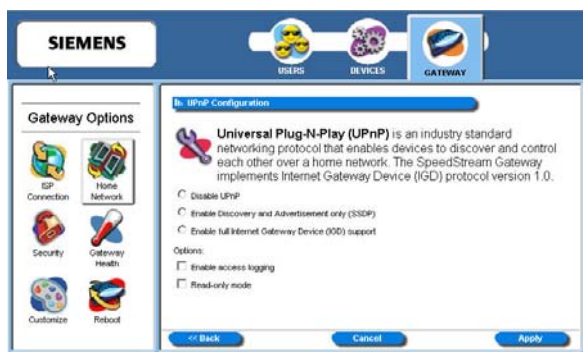 SIEMENS
USERS
DEVICES
GATEWAY
Gateway Options
ISP
Connection
Home
Network
Security
Gateway
Health
Customize
Reboot
UPnP Configuration
Universal Plug-N-Play (UPnP) is an industry standard
networking protocol that enables devices to discover and control
each other over a home network. The SpeedStream Gateway
implements Internet Gateway Device (IGD) protocol version 1.0.
Disable UPnP
Enable Discovery and Advertisement only (SSDP)
Enable full Internet Gateway Device (IGD) support
Options:
Enable access logging
Read-only mode
<< Back
Cancel
Apply